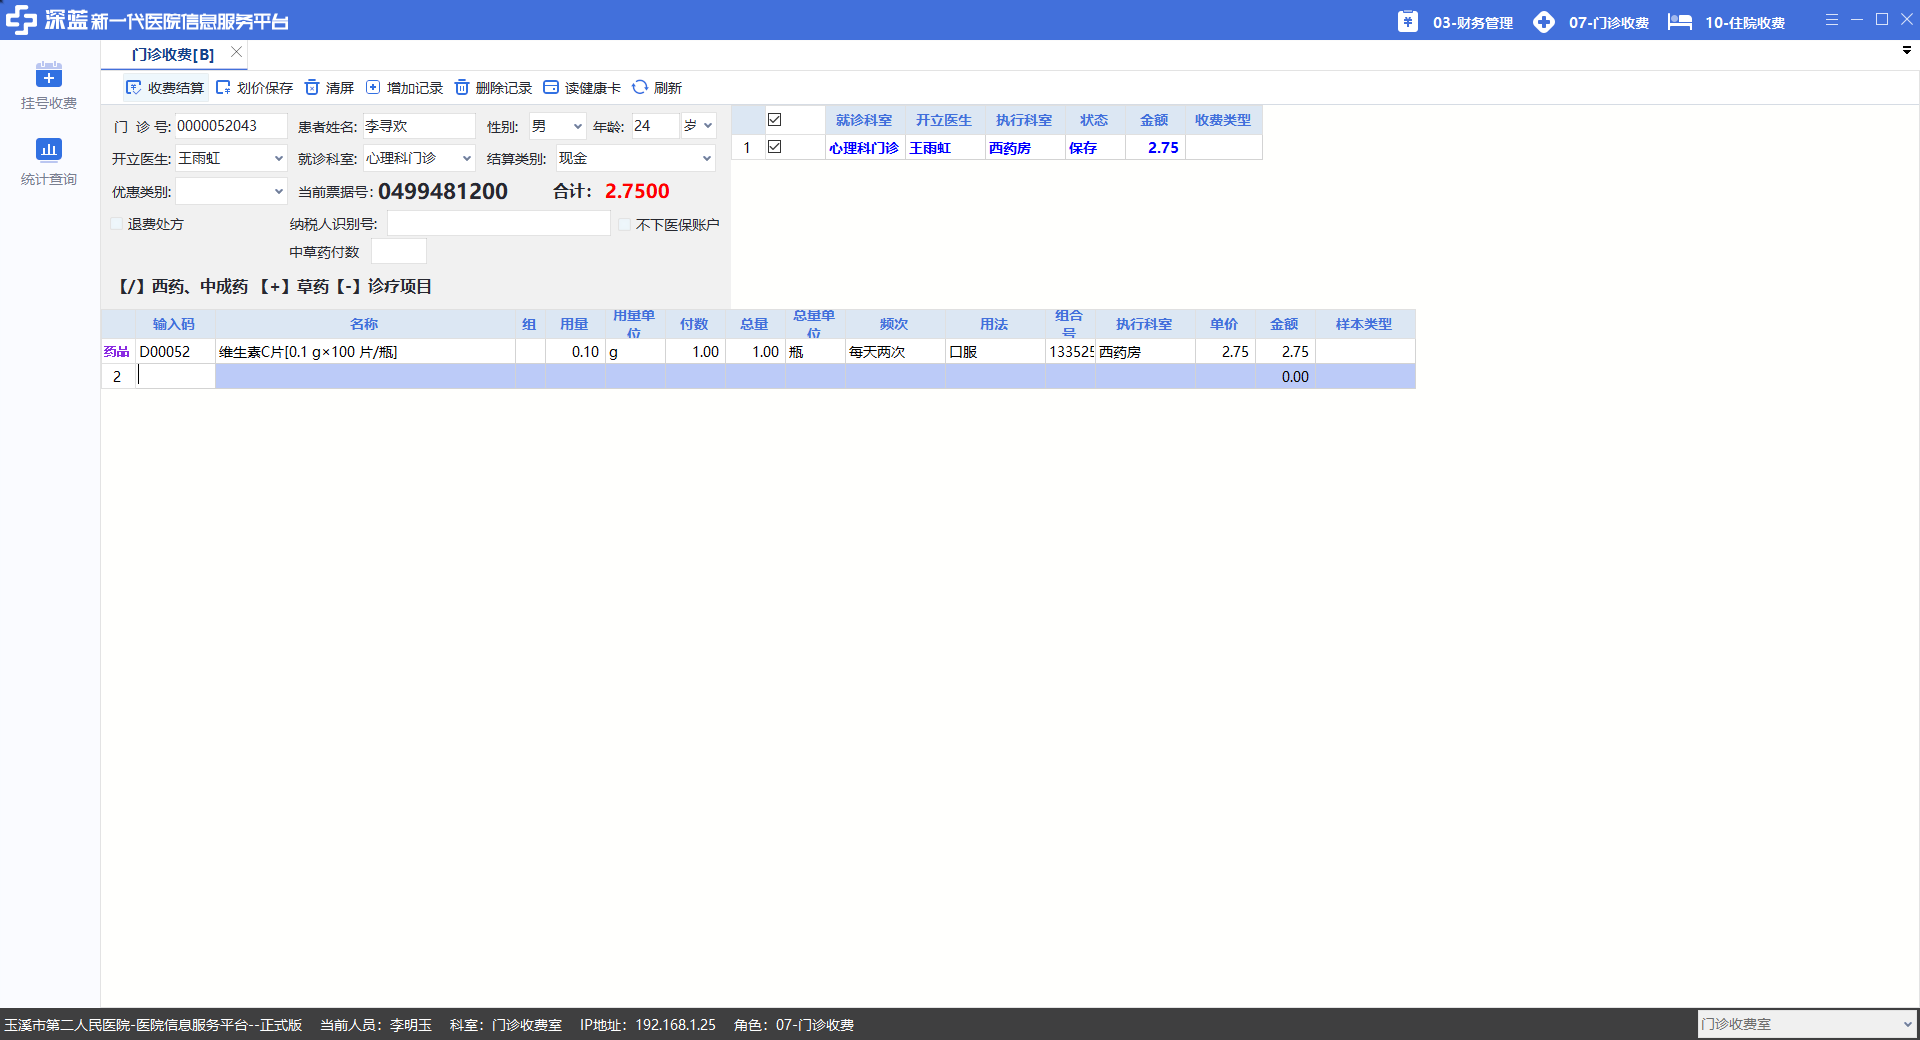 深蓝新一代医院信息服务平台
03-财务管理 07-门诊收费 10-住院收费
挂号收费
统计查询
门诊收费[B]
收费结算 划价保存 清屏 增加记录 删除记录 读健康卡 刷新
门 诊 号: 0000052043 患者姓名: 李寻欢 性别: 男 年龄: 24 岁
开立医生: 王雨虹 就诊科室: 心理科门诊 结算类别: 现金
优惠类别: 当前票据号: 0499481200 合计: 2.7500
退费处方 纳税人识别号: 不下医保账户
中草药付数
【/】西药、中成药 【+】草药【-】诊疗项目
就诊科室 开立医生 执行科室 状态 金额 收费类型
1 心理科门诊 王雨虹 西药房 保存 2.75
输入码 名称 组 用量 用量单位 付数 总量 总量单位 频次 用法 组合号 执行科室 单价 金额 样本类型
药品 D00052 维生素C片[0.1 g×100 片/瓶] 0.10 g 1.00 1.00 瓶 每天两次 口服 133525 西药房 2.75 2.75
2 0.00
玉溪市第二人民医院-医院信息服务平台--正式版 当前人员：李明玉 科室：门诊收费室 IP地址：192.168.1.25 角色：07-门诊收费
门诊收费室